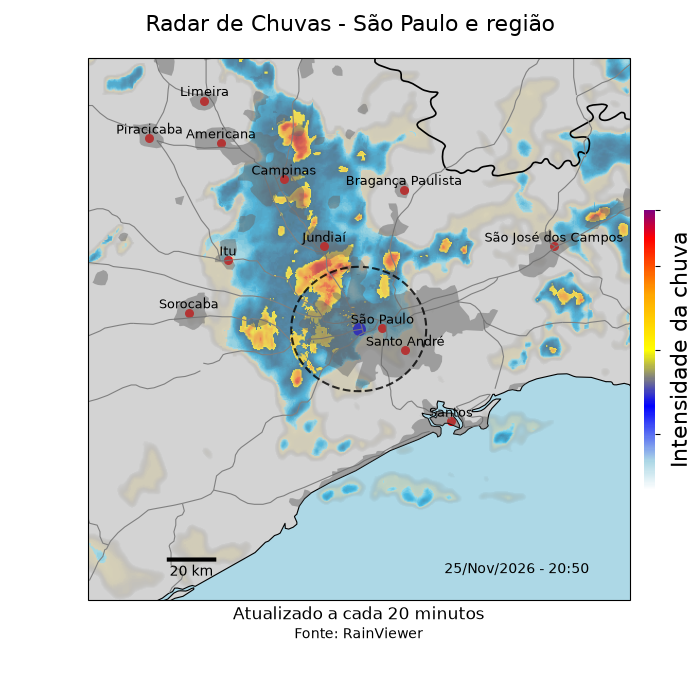 Radar de Chuvas - São Paulo e região
Limeira
Piracicaba
Americana
Campinas
Bragança Paulista
Jundiaí
São José dos Campos
Itu
Sorocaba
São Paulo
Santo André
Santos
Intensidade da chuva
20 km
25/Nov/2026 - 20:50
Atualizado a cada 20 minutos
Fonte: RainViewer